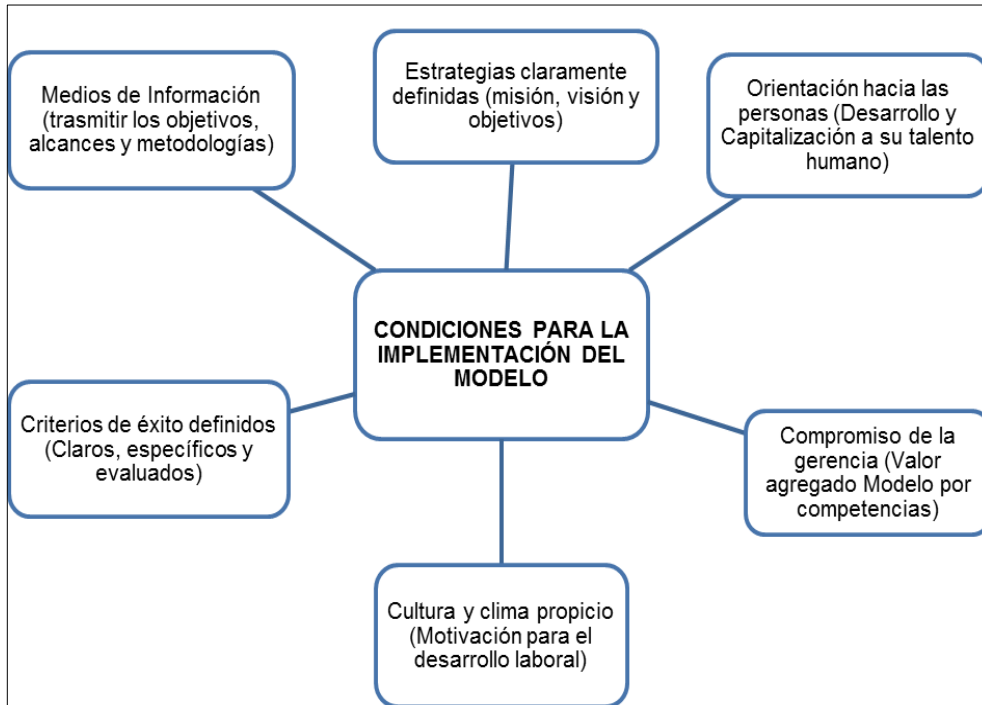 Medios de Información
(trasmitir los objetivos,
alcances y metodologías)
Estrategias claramente
definidas (misión, visión y
objetivos)
Orientación hacia las
personas (Desarrollo y
Capitalización a su talento
humano)
CONDICIONES PARA LA
IMPLEMENTACIÓN DEL
MODELO
Criterios de éxito definidos
(Claros, específicos y
evaluados)
Compromiso de la
gerencia (Valor
agregado Modelo por
competencias)
Cultura y clima propicio
(Motivación para el
desarrollo laboral)